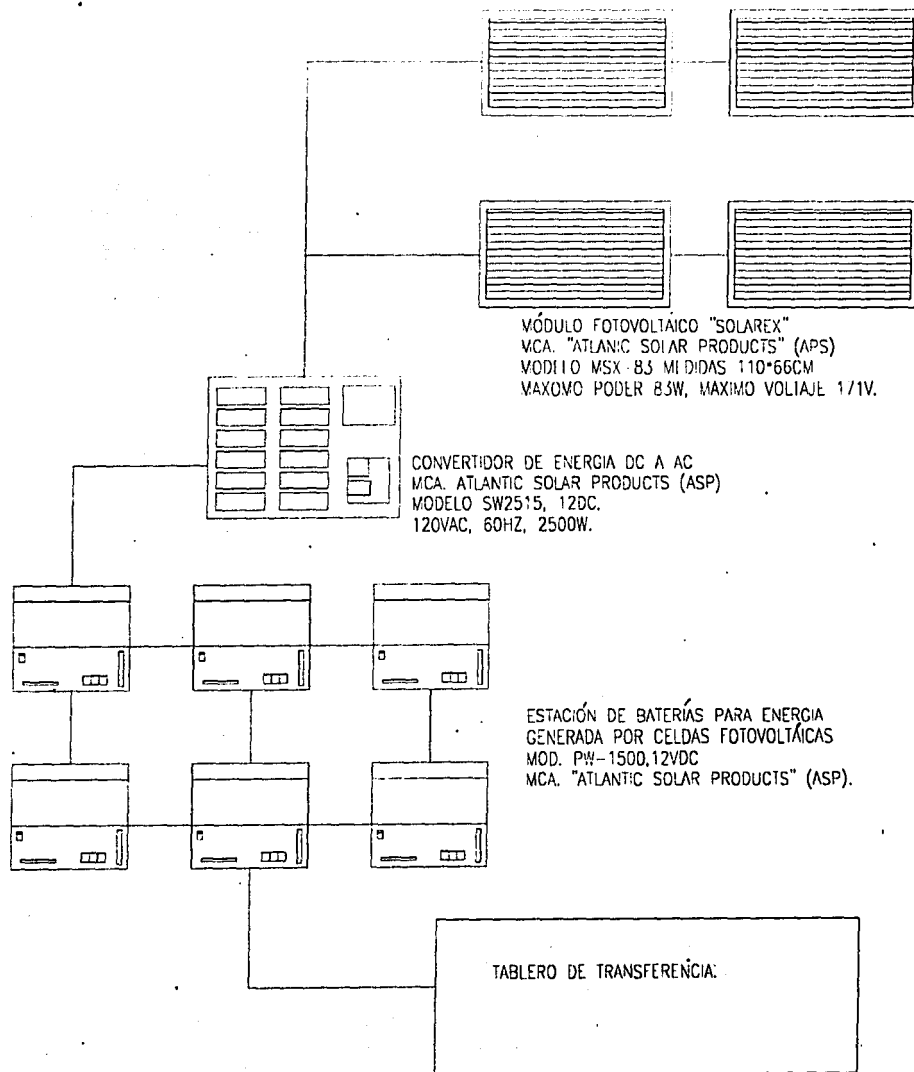 MÓDULO FOTOVOLTÁICO "SOLAREX"
MCA. "ATLANIC SOLAR PRODUCTS" (APS)
MODELO MSX-83 MEDIDAS 110*66CM
MAXOMO PODER 83W, MAXIMO VOLTAJE 171V.
CONVERTIDOR DE ENERGIA DC A AC
MCA. ATLANTIC SOLAR PRODUCTS (ASP)
MODELO SW2515, 12DC,
120VAC, 60HZ, 2500W.
ESTACIÓN DE BATERÍAS PARA ENERGIA
GENERADA POR CELDAS FOTOVOLTÁICAS
MOD. PW-1500,12VDC
MCA. "ATLANTIC SOLAR PRODUCTS" (ASP).
TABLERO DE TRANSFERENCIA.